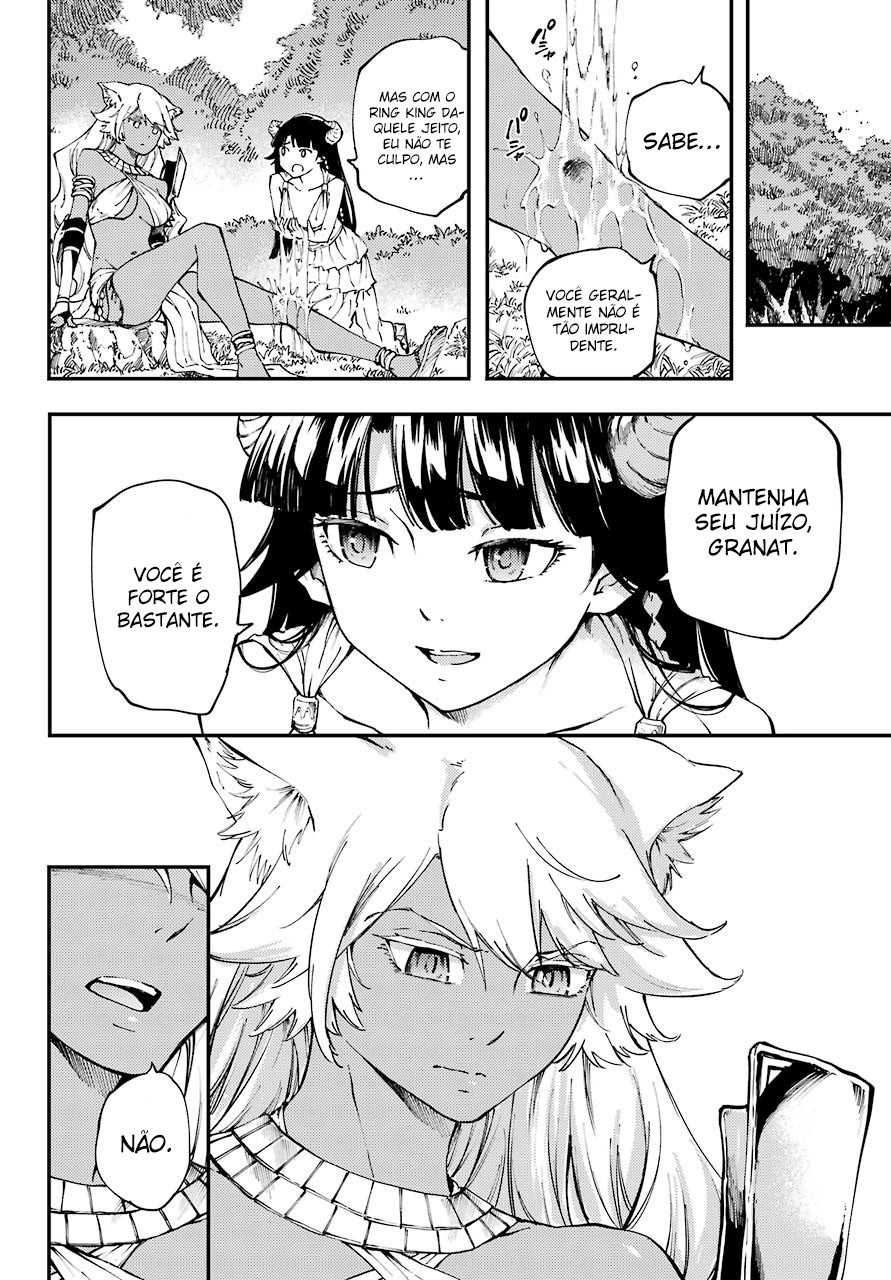 SABE...
VOCÊ GERAL-
MENTE NÃO É
TÃO IMPRU-
DENTE.
MAS COM O
RING KING DA-
QUELE JEITO,
EU NÃO TE
CULPO, MAS
...
MANTENHA
SEU JUÍZO,
GRANAT.
VOCÊ É
FORTE O
BASTANTE.
NÃO.